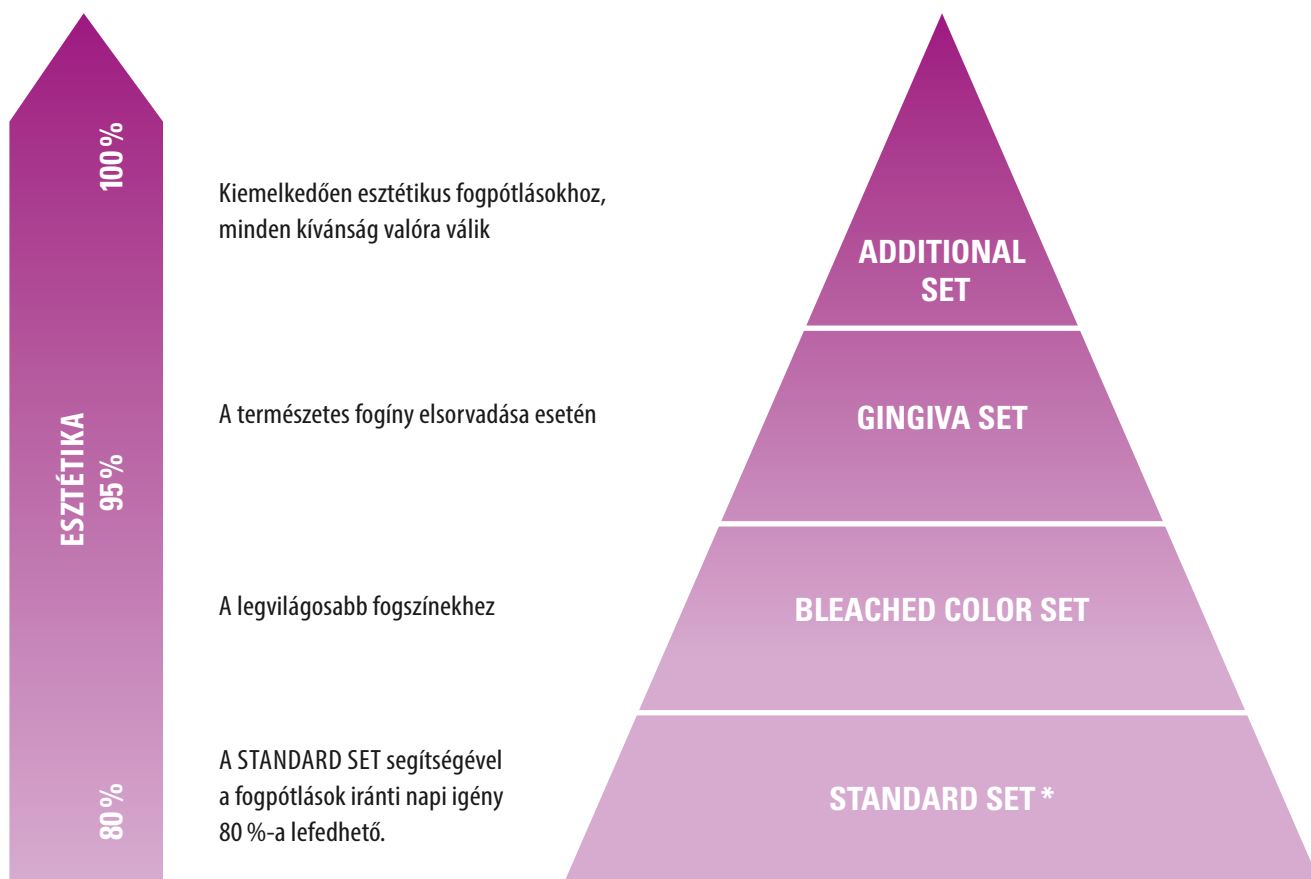 100 %
Kiemelkedően esztétikus fogpótlásokhoz,
minden kívánság valóra válik
ADDITIONAL
SET
ESZTÉTIKA
95 %
A természetes fogíny elsorvadása esetén
GINGIVA SET
A legvilágosabb fogszínekhez
BLEACHED COLOR SET
80 %
A STANDARD SET segítségével
a fogpótlások iránti napi igény
80 %-a lefedhető.
STANDARD SET *